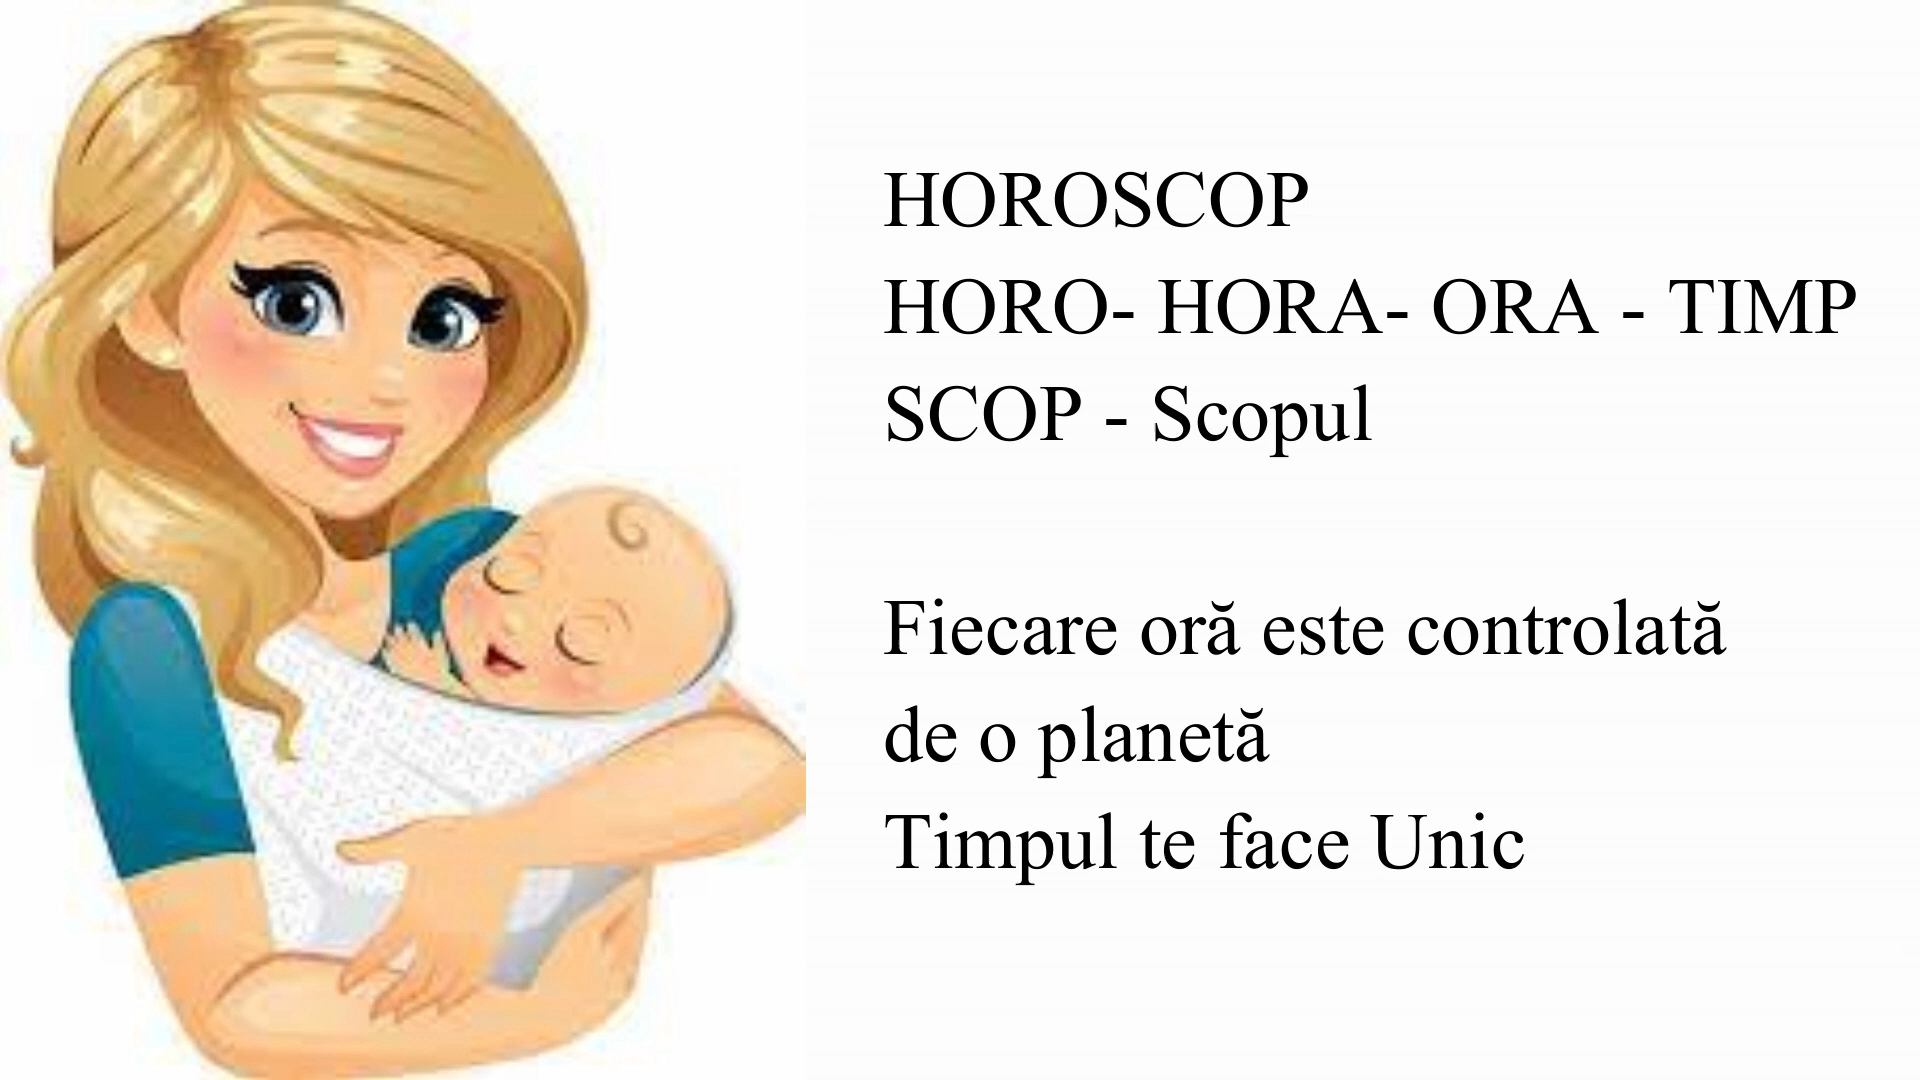 HOROSCOP
HORO- HORA- ORA - TIMP
SCOP - Scopul
Fiecare oră este controlată
de o planetă
Timpul te face Unic